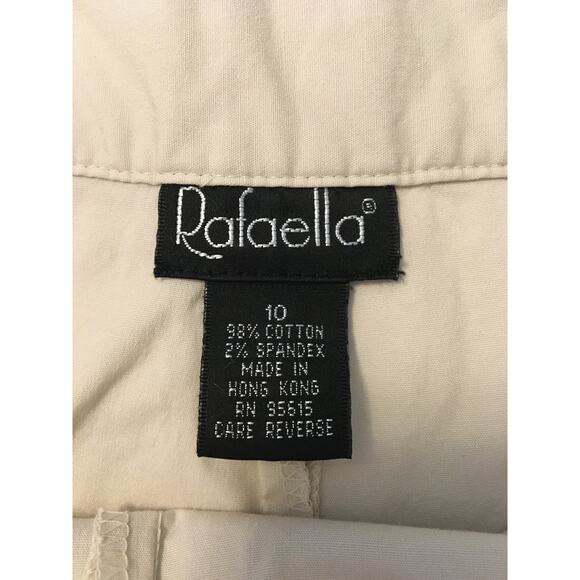 Rafaella®
10
98% COTTON
2% SPANDEX
MADE IN
HONG KONG
RN 95615
CARE REVERSE